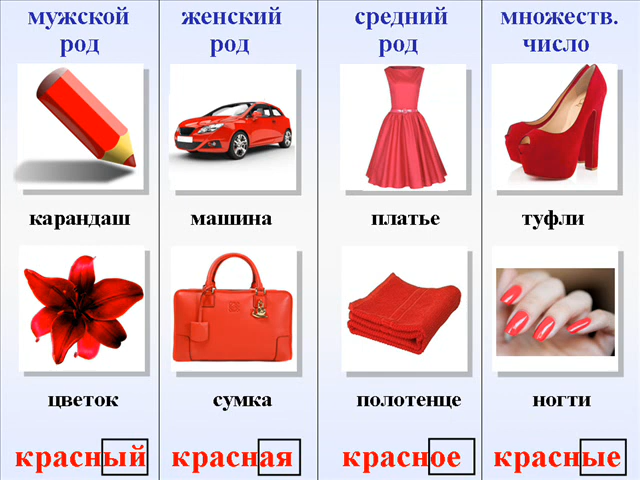 мужской
род
женский
род
средний
род
множеств.
число
карандаш
машина
платье
туфли
цветок
сумка
полотенце
ногти
красный
красная
красное
красные